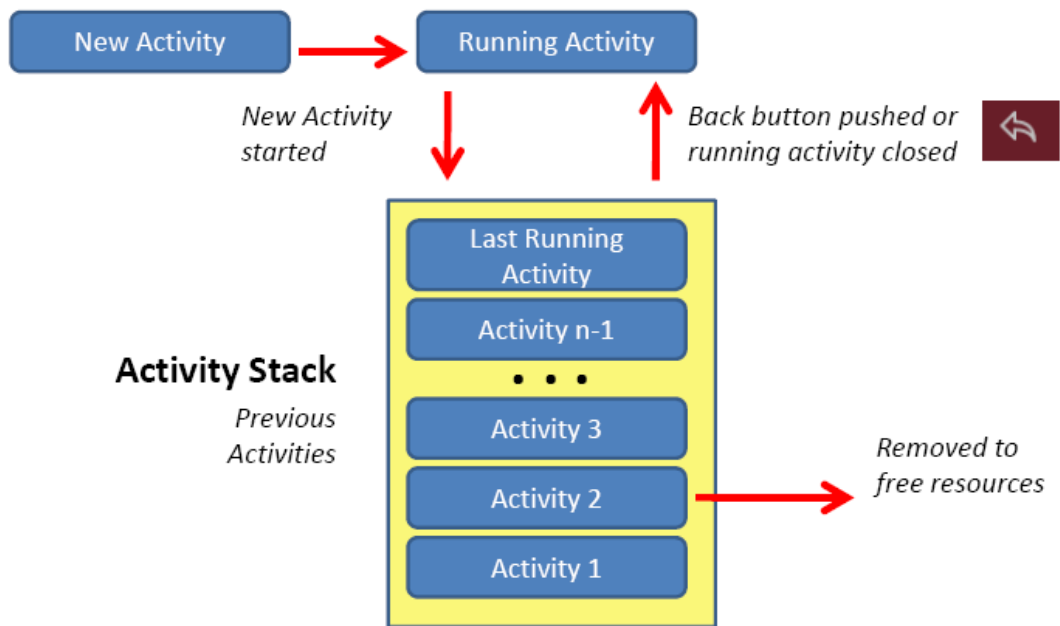 New Activity
Running Activity
New Activity
started
Back button pushed or
running activity closed
Last Running
Activity
Activity n-1
. . .
Activity Stack
Previous
Activities
Activity 3
Activity 2
Activity 1
Removed to
free resources